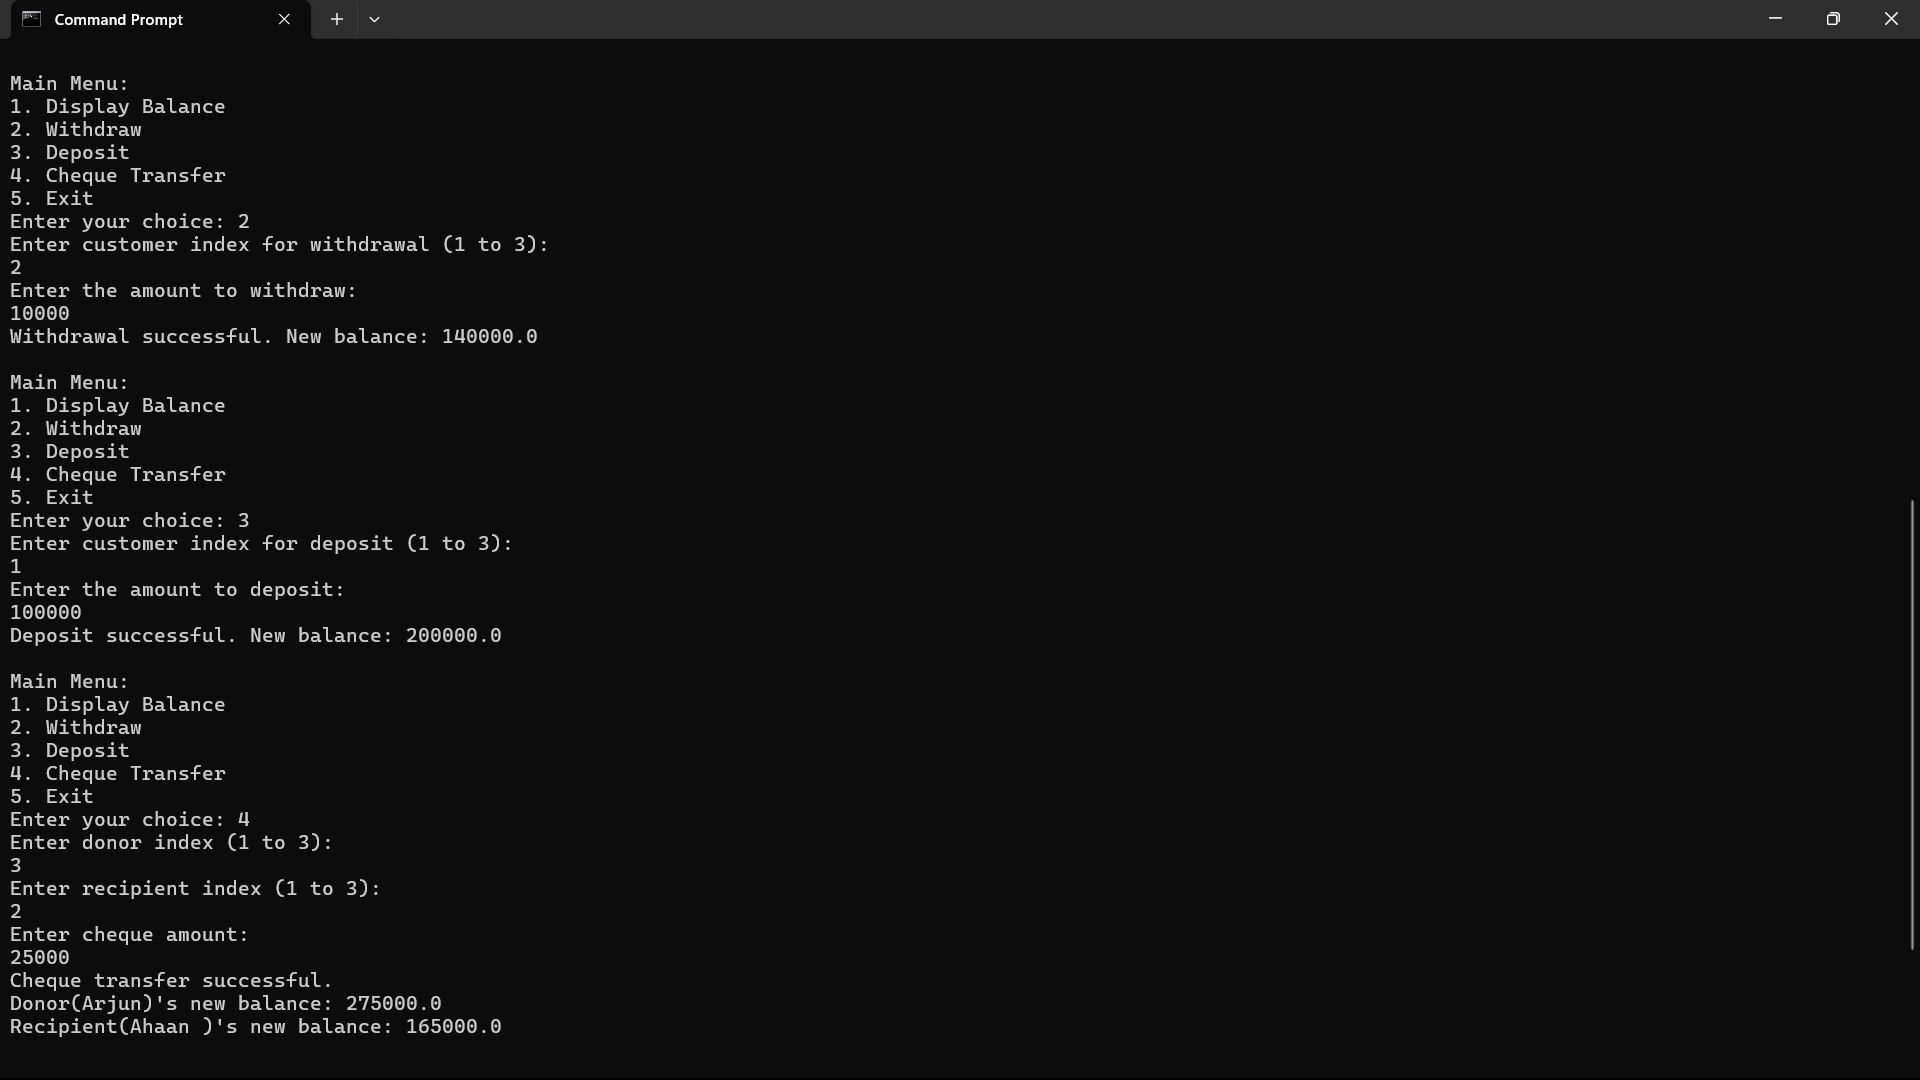 Command Prompt
Main Menu:
1. Display Balance
2. Withdraw
3. Deposit
4. Cheque Transfer
5. Exit
Enter your choice: 2
Enter customer index for withdrawal (1 to 3):
2
Enter the amount to withdraw:
10000
Withdrawal successful. New balance: 140000.0
Main Menu:
1. Display Balance
2. Withdraw
3. Deposit
4. Cheque Transfer
5. Exit
Enter your choice: 3
Enter customer index for deposit (1 to 3):
1
Enter the amount to deposit:
100000
Deposit successful. New balance: 200000.0
Main Menu:
1. Display Balance
2. Withdraw
3. Deposit
4. Cheque Transfer
5. Exit
Enter your choice: 4
Enter donor index (1 to 3):
3
Enter recipient index (1 to 3):
2
Enter cheque amount:
25000
Cheque transfer successful.
Donor(Arjun)'s new balance: 275000.0
Recipient(Ahaan )'s new balance: 165000.0